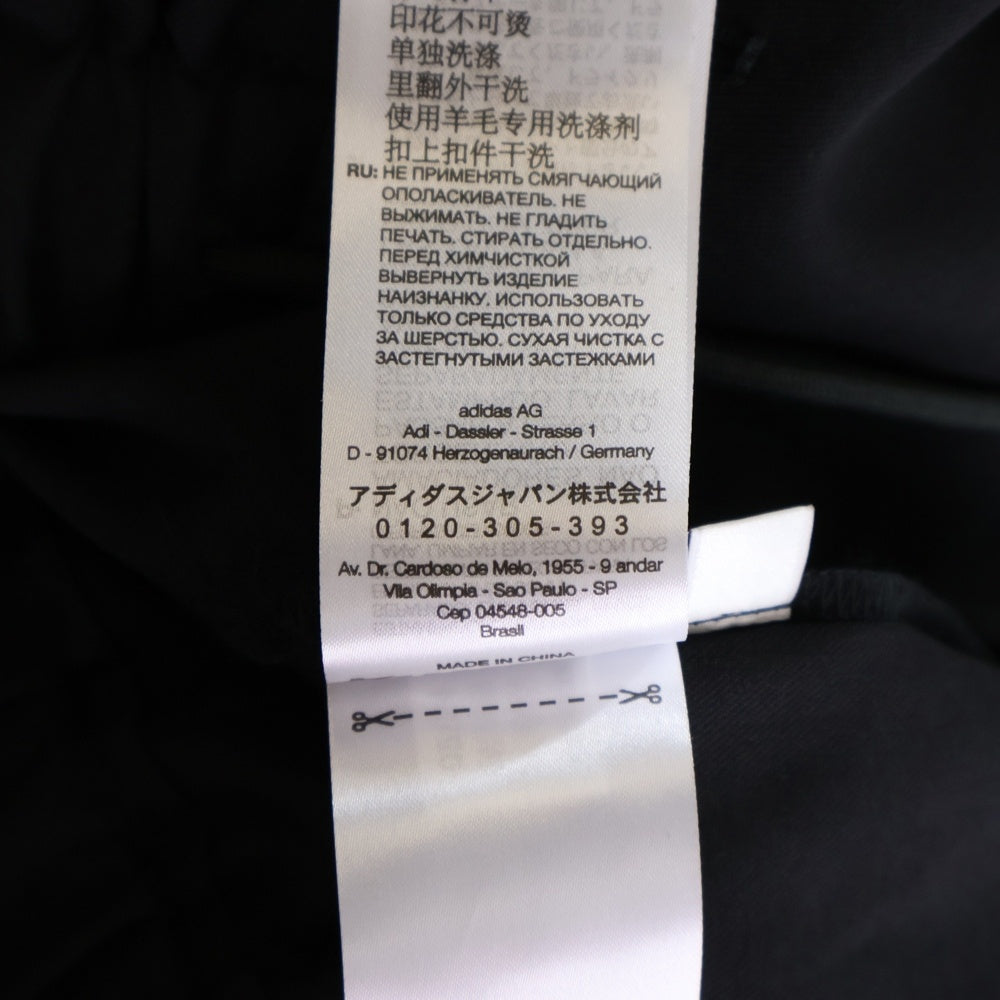 印花不可烫
单独洗涤
里翻外干洗
使用羊毛专用洗涤剂
扣上扣件干洗
RU: НЕ ПРИМЕНЯТЬ СМЯГЧАЮЩИЙ
ОПОЛАСКИВАТЕЛЬ. НЕ
ВЫЖИМАТЬ. НЕ ГЛАДИТЬ
ПЕЧАТЬ. СТИРАТЬ ОТДЕЛЬНО.
ПЕРЕД ХИМЧИСТКОЙ
ВЫВЕРНУТЬ ИЗДЕЛИЕ
НАИЗНАНКУ. ИСПОЛЬЗОВАТЬ
ТОЛЬКО СРЕДСТВА ПО УХОДУ
ЗА ШЕРСТЬЮ. СУХАЯ ЧИСТКА С
ЗАСТЕГНУТЫМИ ЗАСТЕЖКАМИ
adidas AG
Adi - Dassler - Strasse 1
D - 91074 Herzogenaurach / Germany
アディダスジャパン株式会社
0120-305-393
Av. Dr. Cardoso de Melo, 1955 - 9 andar
Vila Olimpia - Sao Paulo - SP
Cep 04548-005
Brasil
MADE IN CHINA